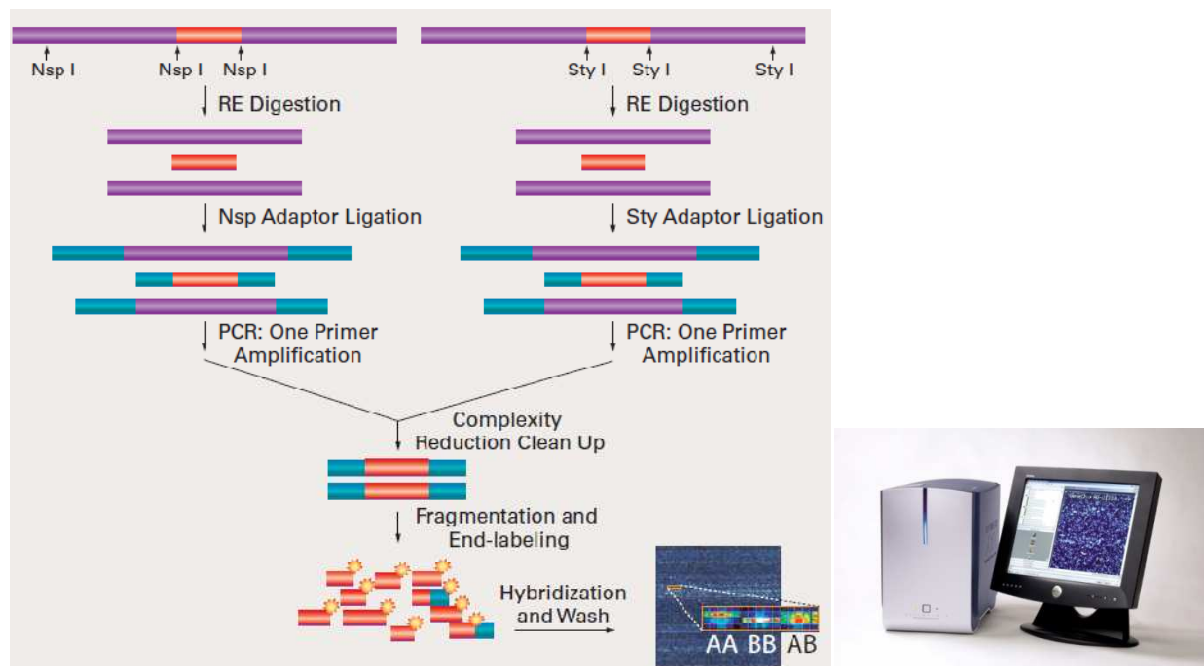 Nsp I Nsp I Nsp I
Sty I Sty I Sty I
RE Digestion
RE Digestion
Nsp Adaptor Ligation
Sty Adaptor Ligation
PCR: One Primer
Amplification
PCR: One Primer
Amplification
Complexity
Reduction Clean Up
Fragmentation and
End-labeling
Hybridization
and Wash
AA BB AB